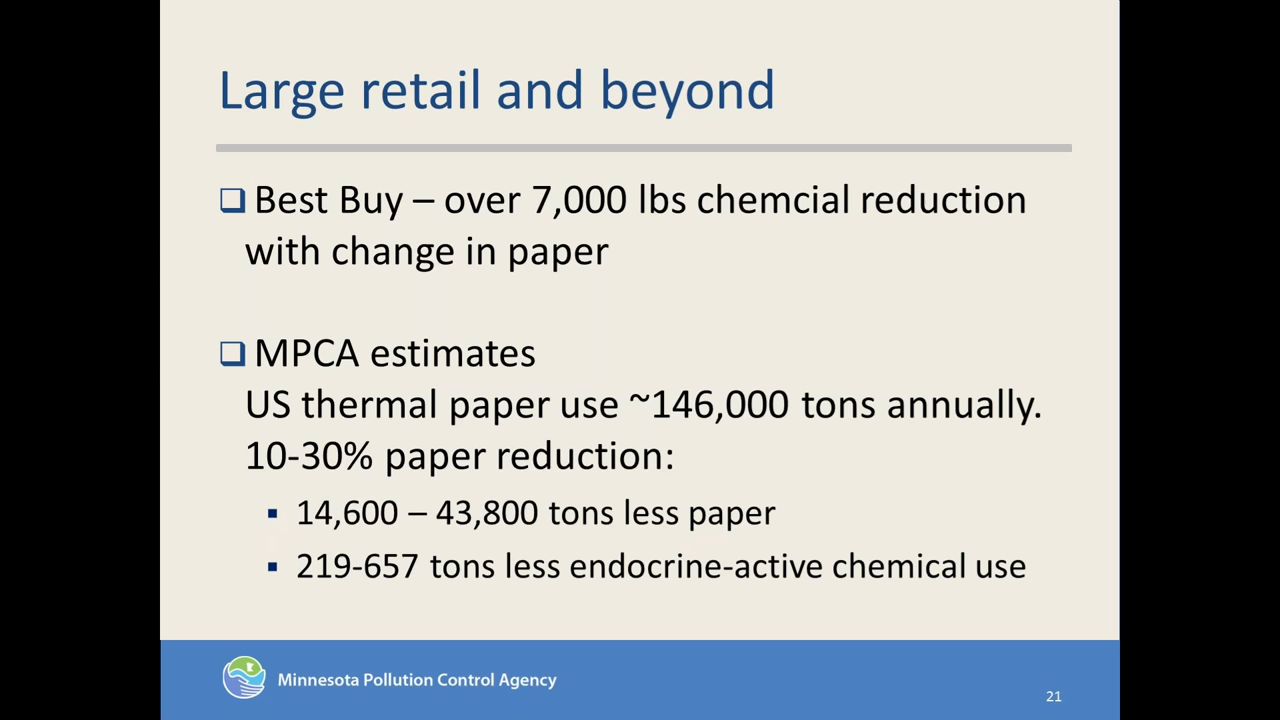 Large retail and beyond
❑ Best Buy – over 7,000 lbs chemcial reduction
with change in paper
❑ MPCA estimates
US thermal paper use ~146,000 tons annually.
10-30% paper reduction:
▪ 14,600 – 43,800 tons less paper
▪ 219-657 tons less endocrine-active chemical use
Minnesota Pollution Control Agency
21